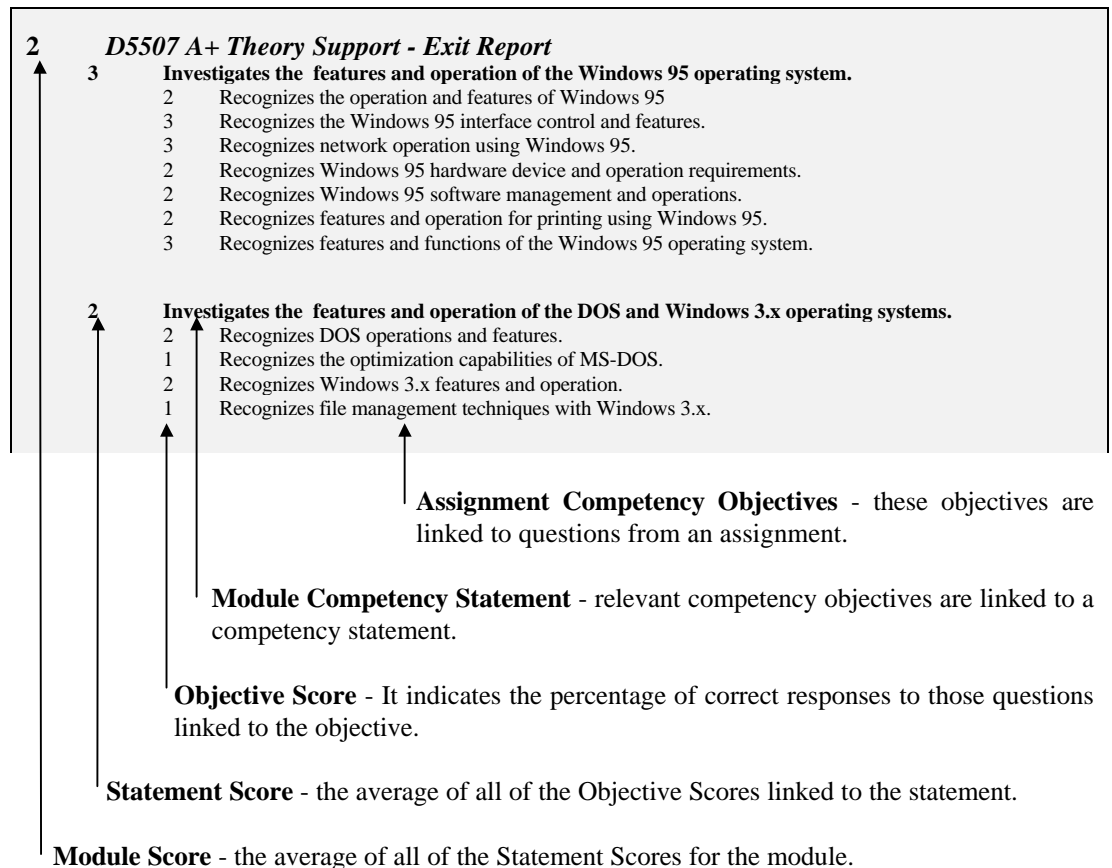 2 D5507 A+ Theory Support - Exit Report
3 Investigates the features and operation of the Windows 95 operating system.
2 Recognizes the operation and features of Windows 95
3 Recognizes the Windows 95 interface control and features.
3 Recognizes network operation using Windows 95.
2 Recognizes Windows 95 hardware device and operation requirements.
2 Recognizes Windows 95 software management and operations.
2 Recognizes features and operation for printing using Windows 95.
3 Recognizes features and functions of the Windows 95 operating system.
2 Investigates the features and operation of the DOS and Windows 3.x operating systems.
2 Recognizes DOS operations and features.
1 Recognizes the optimization capabilities of MS-DOS.
2 Recognizes Windows 3.x features and operation.
1 Recognizes file management techniques with Windows 3.x.
Assignment Competency Objectives - these objectives are
linked to questions from an assignment.
Module Competency Statement - relevant competency objectives are linked to a
competency statement.
Objective Score - It indicates the percentage of correct responses to those questions
linked to the objective.
Statement Score - the average of all of the Objective Scores linked to the statement.
Module Score - the average of all of the Statement Scores for the module.